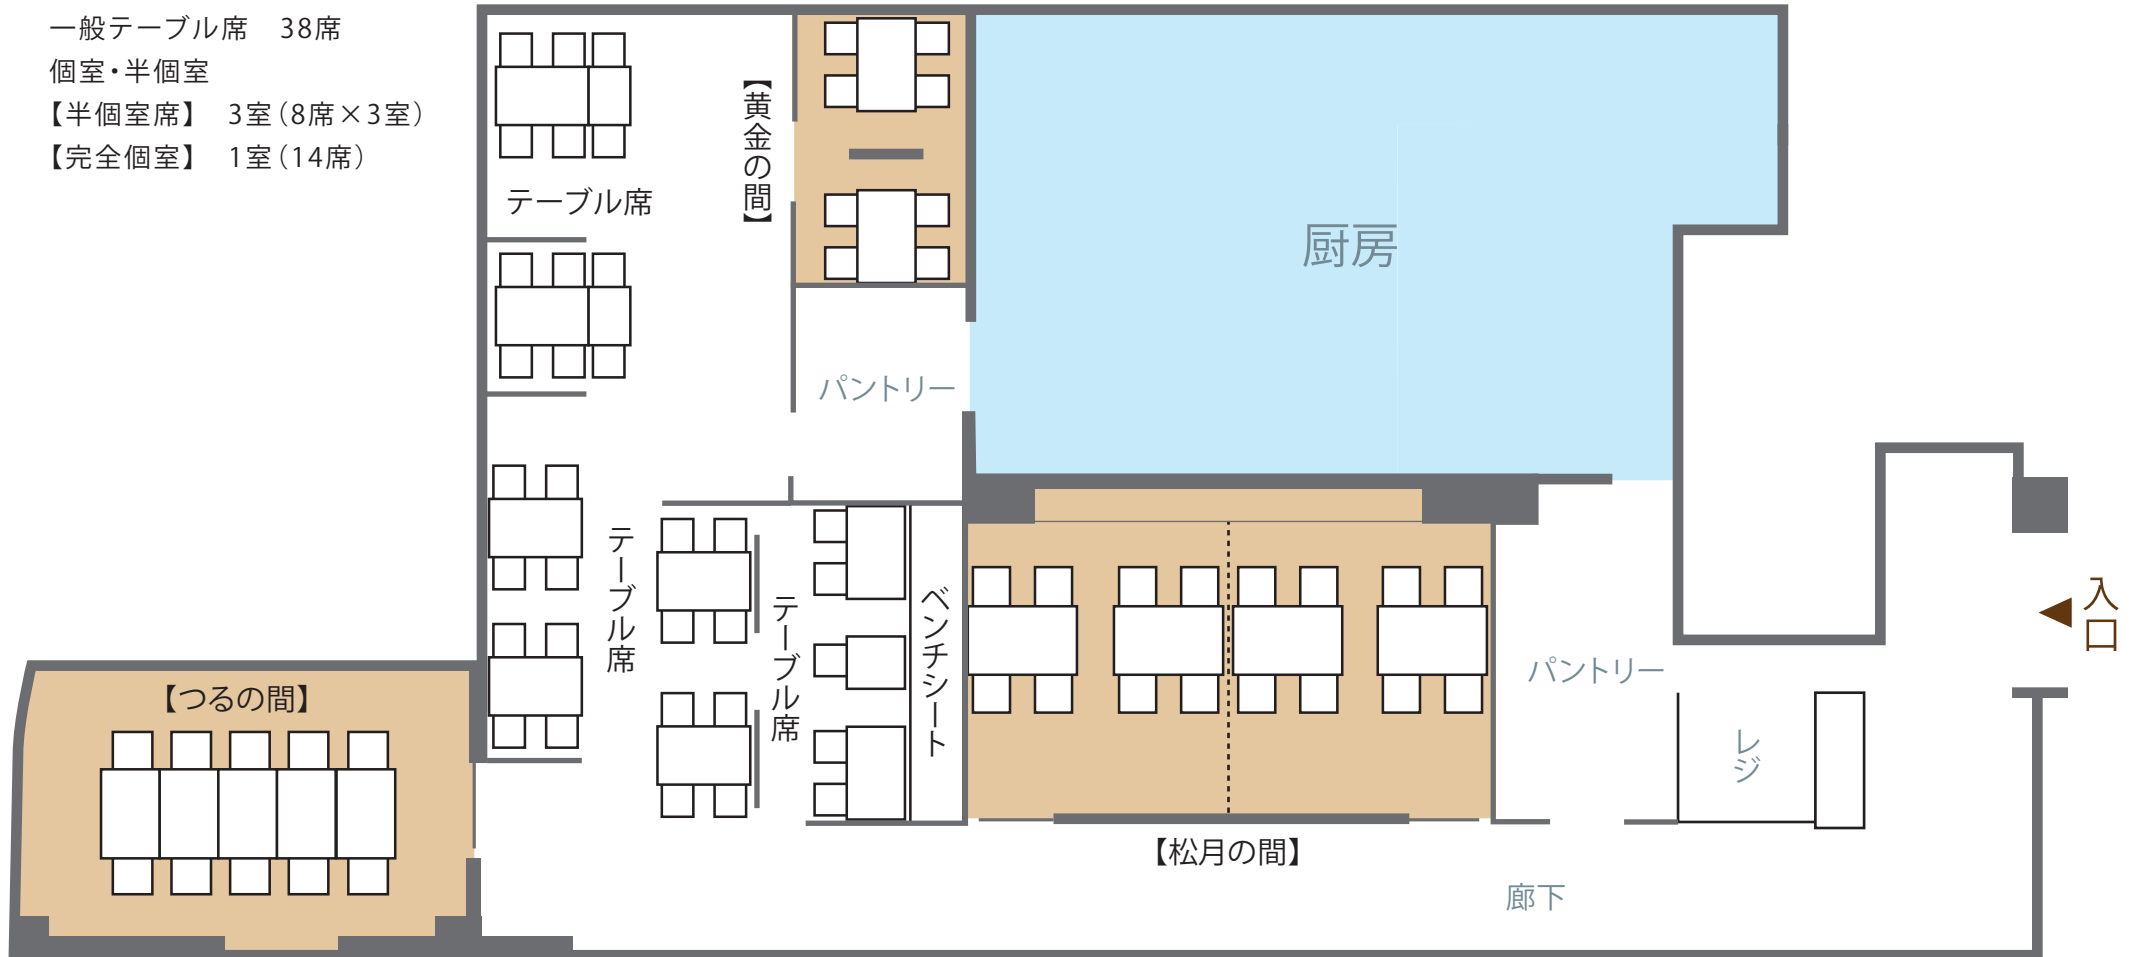 一般テーブル席　38席
個室・半個室
【半個室席】　3室（8席×3室）
【完全個室】　1室（14席）
【黄金の間】
テーブル席
厨房
パントリー
テーブル席
テーブル席
ベンチシート
入口
パントリー
【つるの間】
レジ
【松月の間】
廊下